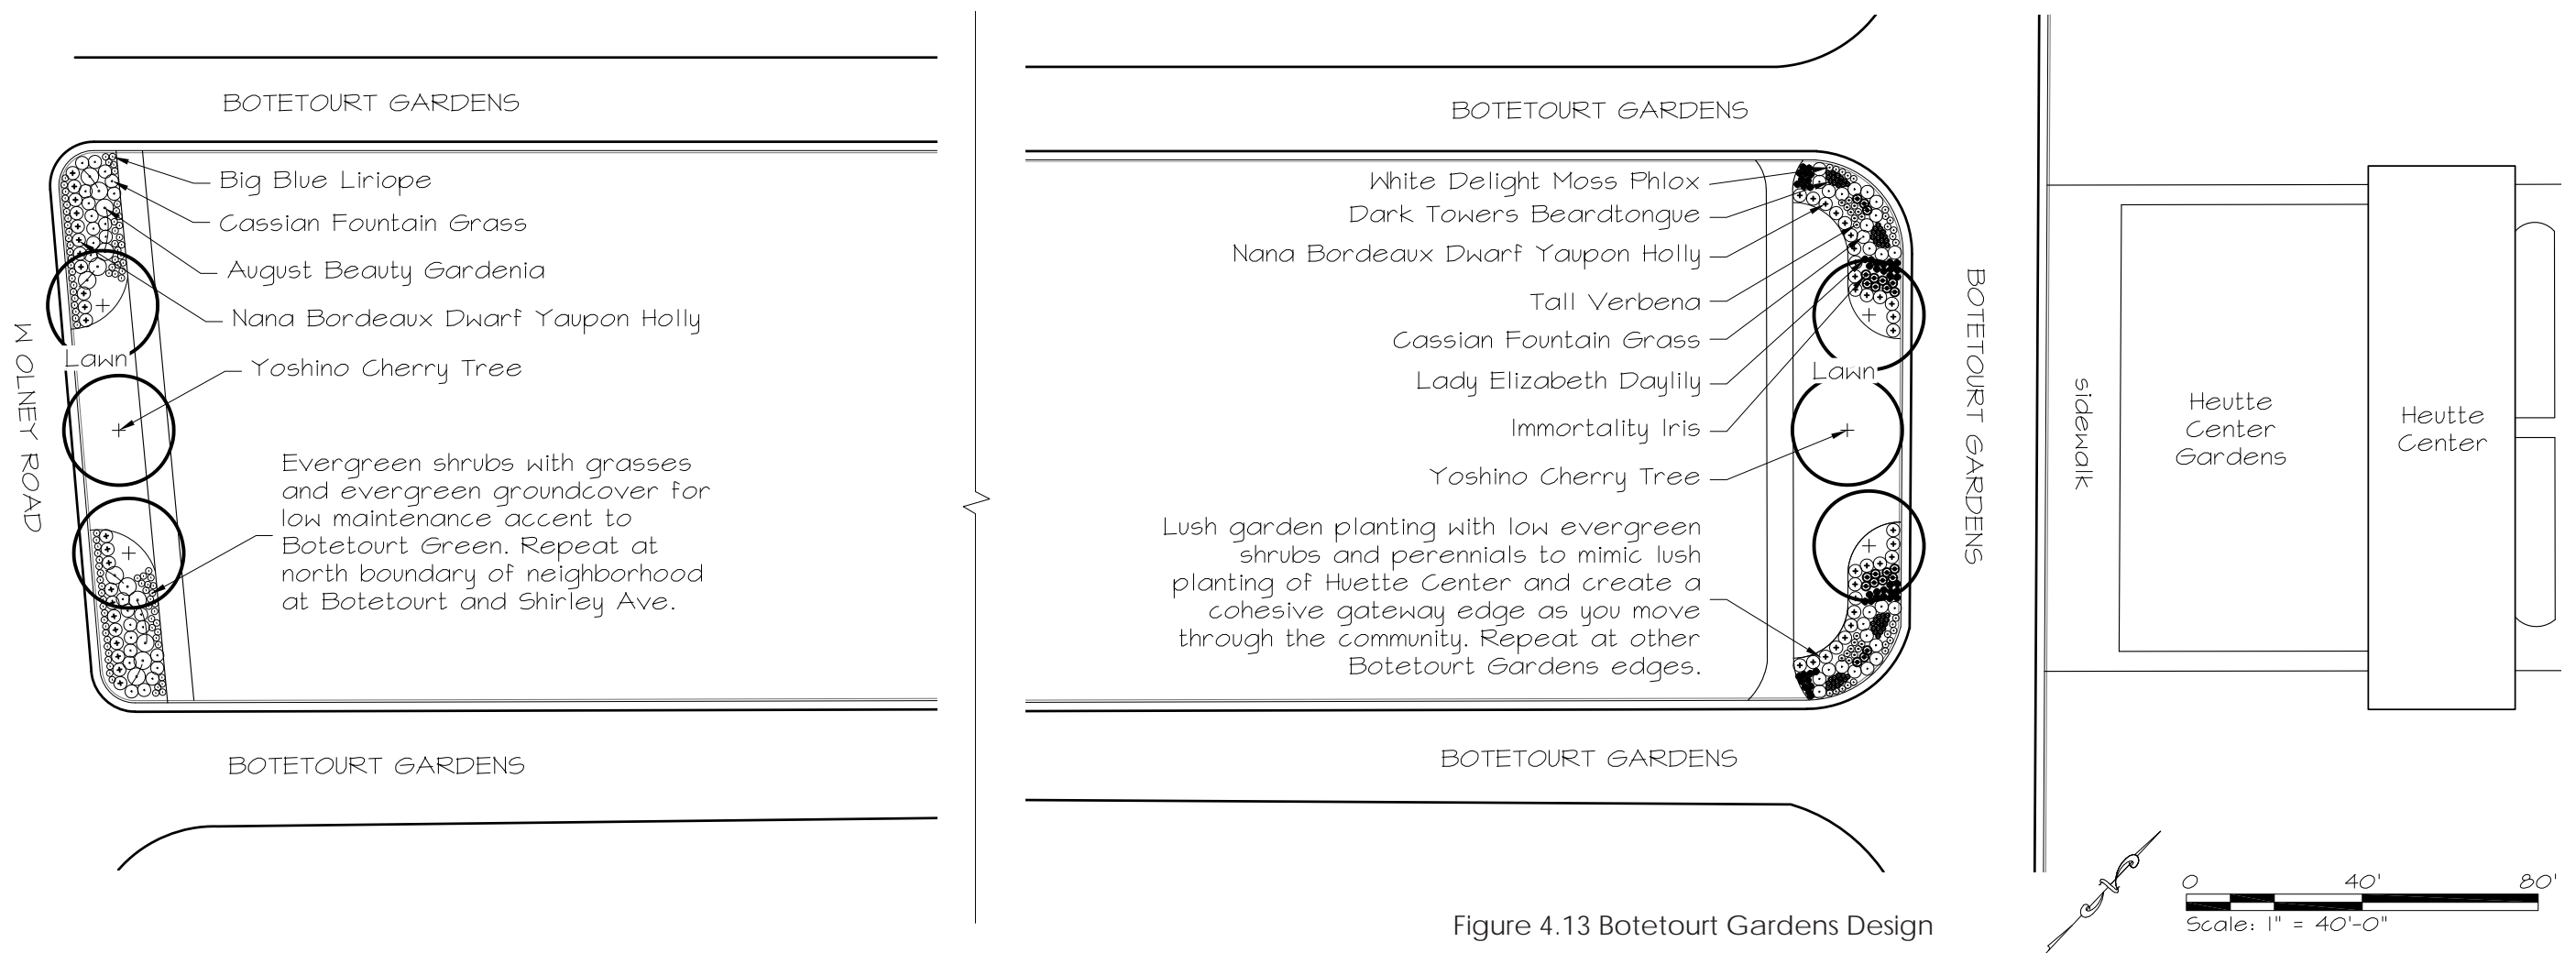 BOTETOURT GARDENS
Big Blue Liriope
Cassian Fountain Grass
August Beauty Gardenia
Nana Bordeaux Dwarf Yaupon Holly
Lawn
Yoshino Cherry Tree
WOLNEY ROAD
Evergreen shrubs with grasses
and evergreen groundcover for
low maintenance accent to
Botetourt Green. Repeat at
north boundary of neighborhood
at Botetourt and Shirley Ave.
BOTETOURT GARDENS
BOTETOURT GARDENS
White Delight Moss Phlox
Dark Towers Beardtongue
Nana Bordeaux Dwarf Yaupon Holly
Tall Verbena
Cassian Fountain Grass
Lady Elizabeth Daylily
Immortality Iris
Lawn
Yoshino Cherry Tree
Lush garden planting with low evergreen
shrubs and perennials to mimic lush
planting of Huette Center and create a
cohesive gateway edge as you move
through the community. Repeat at other
Botetourt Gardens edges.
BOTETOURT GARDENS
BOTETOURT GARDENS
sidewalk
Heutte
Center
Gardens
Heutte
Center
0 40' 80'
Scale: 1" = 40'-0"
Figure 4.13 Botetourt Gardens Design